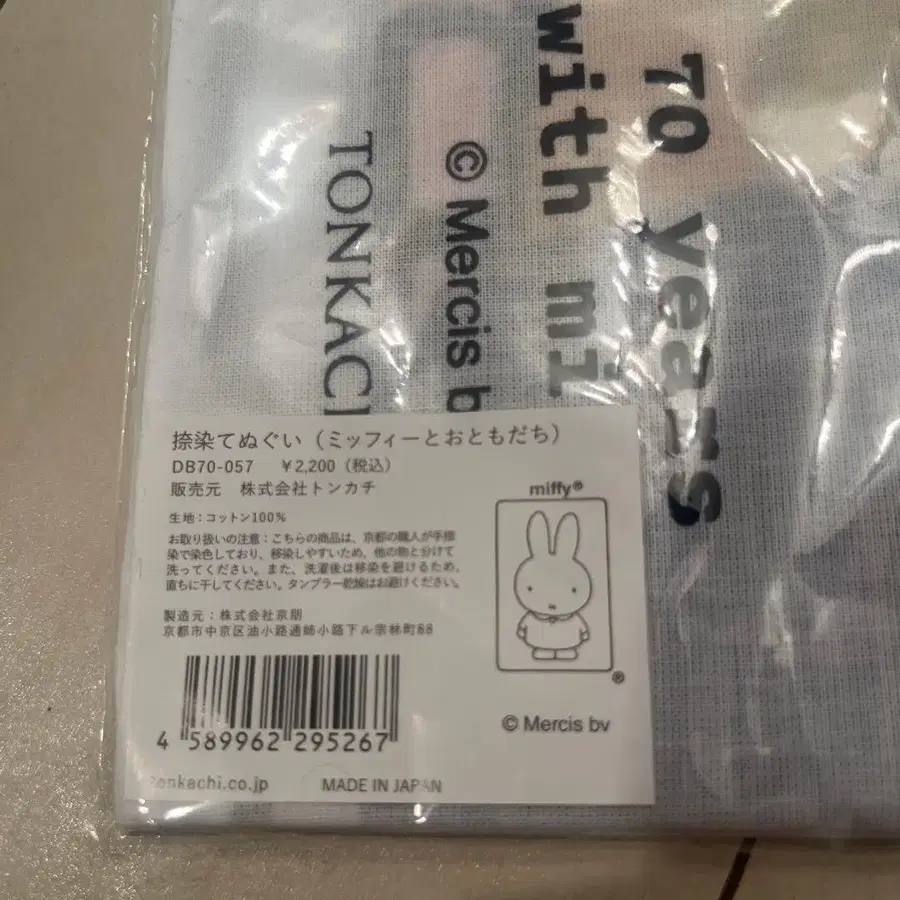 70 years
with mi
© Mercis b
TONKACHI
捺染てぬぐい（ミッフィーとおともだち）
DB70-057 ￥2,200（税込）
販売元 株式会社トンカチ
生地：コットン100%
お取り扱いの注意：こちらの商品は、京都の職人が手捺
染で染色しており、移染しやすいため、他の物と分けて
洗ってください。また、洗濯後は移染を避けるため、
直ちに干してください。タンブラー乾燥はお避けください。
製造元：株式会社京朋
京都市中京区油小路通姉小路下ル宗林町88
4 589962 295267
tonkachi.co.jp MADE IN JAPAN
miffy®
®
© Mercis bv